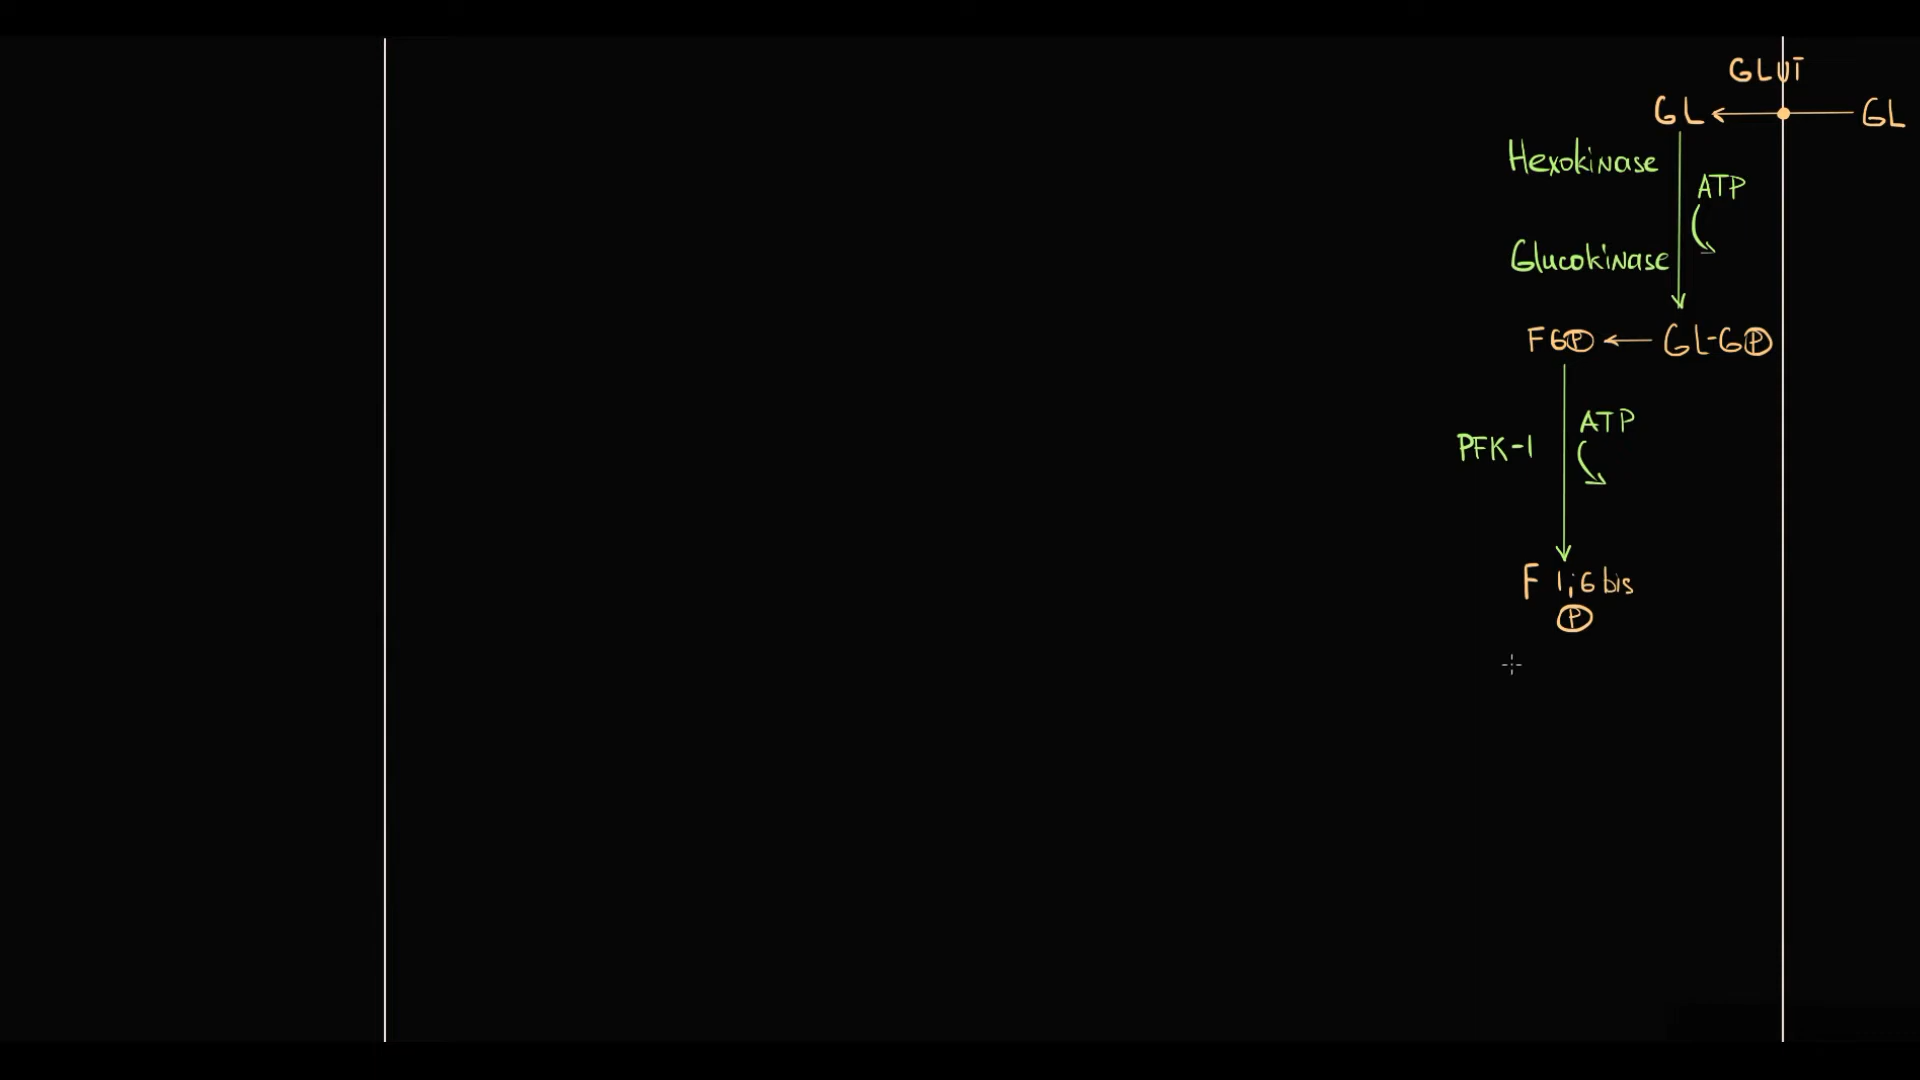 GLUT
GL ← GL
Hexokinase
ATP
Glucokinase
F6P ← GL-6P
ATP
PFK-1
F 1,6 bis
P